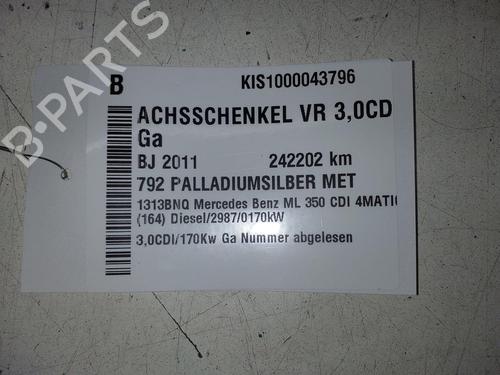 B
KIS1000043796
ACHSSCHENKEL VR 3,0CD
Ga
BJ 2011 242202 km
792 PALLADIUMSILBER MET
1313BNQ Mercedes Benz ML 350 CDI 4MATIC
(164) Diesel/2987/0170kW
3,0CDI/170Kw Ga Nummer abgelesen
B-PARTS